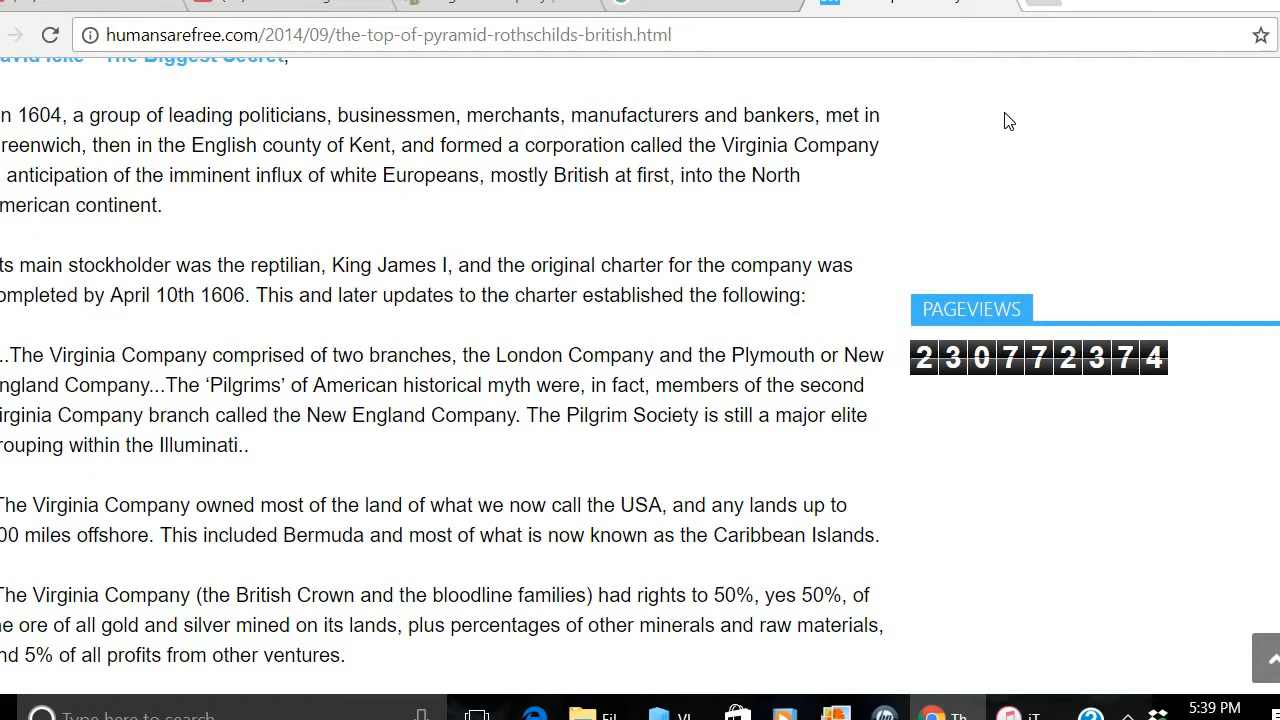 humansarefree.com/2014/09/the-top-of-pyramid-rothschilds-british.html
avid Icke - The Biggest Secret,
n 1604, a group of leading politicians, businessmen, merchants, manufacturers and bankers, met in
reenwich, then in the English county of Kent, and formed a corporation called the Virginia Company
anticipation of the imminent influx of white Europeans, mostly British at first, into the North
merican continent.
ts main stockholder was the reptilian, King James I, and the original charter for the company was
ompleted by April 10th 1606. This and later updates to the charter established the following:
PAGEVIEWS
230772374
..The Virginia Company comprised of two branches, the London Company and the Plymouth or New
ngland Company...The ‘Pilgrims’ of American historical myth were, in fact, members of the second
irginia Company branch called the New England Company. The Pilgrim Society is still a major elite
rouping within the Illuminati..
The Virginia Company owned most of the land of what we now call the USA, and any lands up to
00 miles offshore. This included Bermuda and most of what is now known as the Caribbean Islands.
The Virginia Company (the British Crown and the bloodline families) had rights to 50%, yes 50%, of
he ore of all gold and silver mined on its lands, plus percentages of other minerals and raw materials,
nd 5% of all profits from other ventures.
Type here to search
Fil
VI
Th
iT
5:39 PM